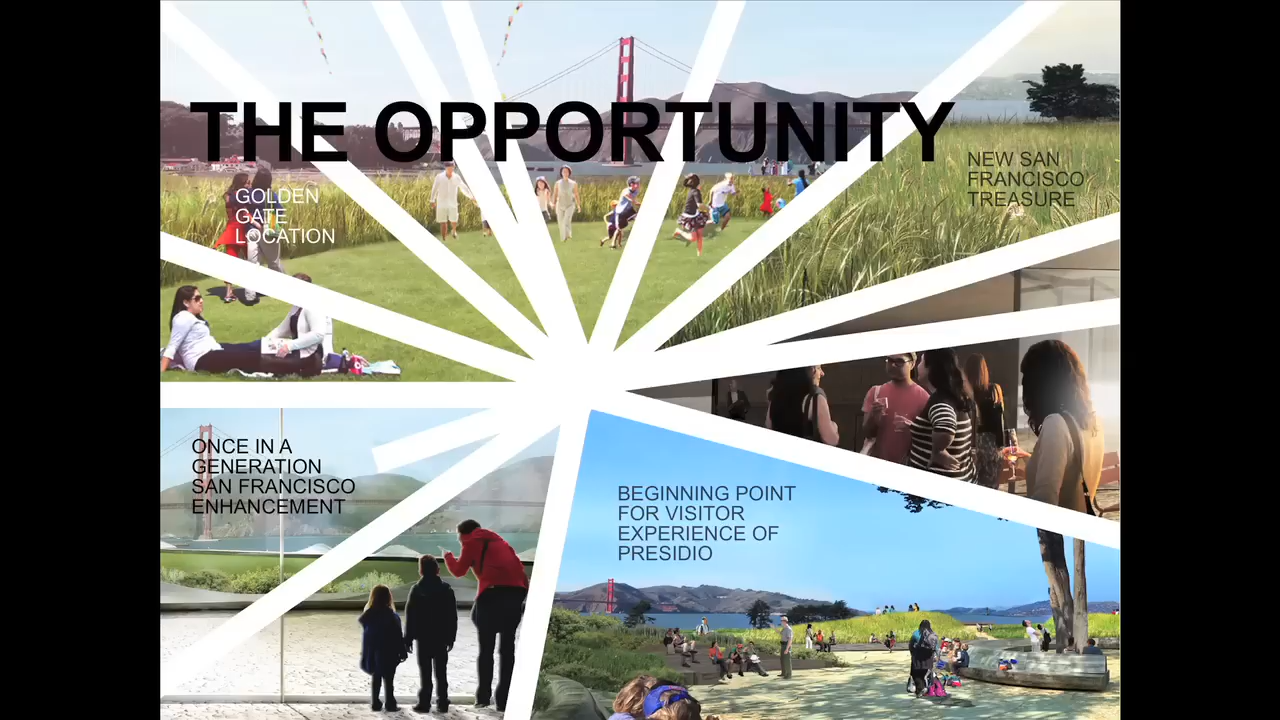 THE OPPORTUNITY
NEW SAN
FRANCISCO
TREASURE
GOLDEN
GATE
LOCATION
ONCE IN A
GENERATION
SAN FRANCISCO
ENHANCEMENT
BEGINNING POINT
FOR VISITOR
EXPERIENCE OF
PRESIDIO